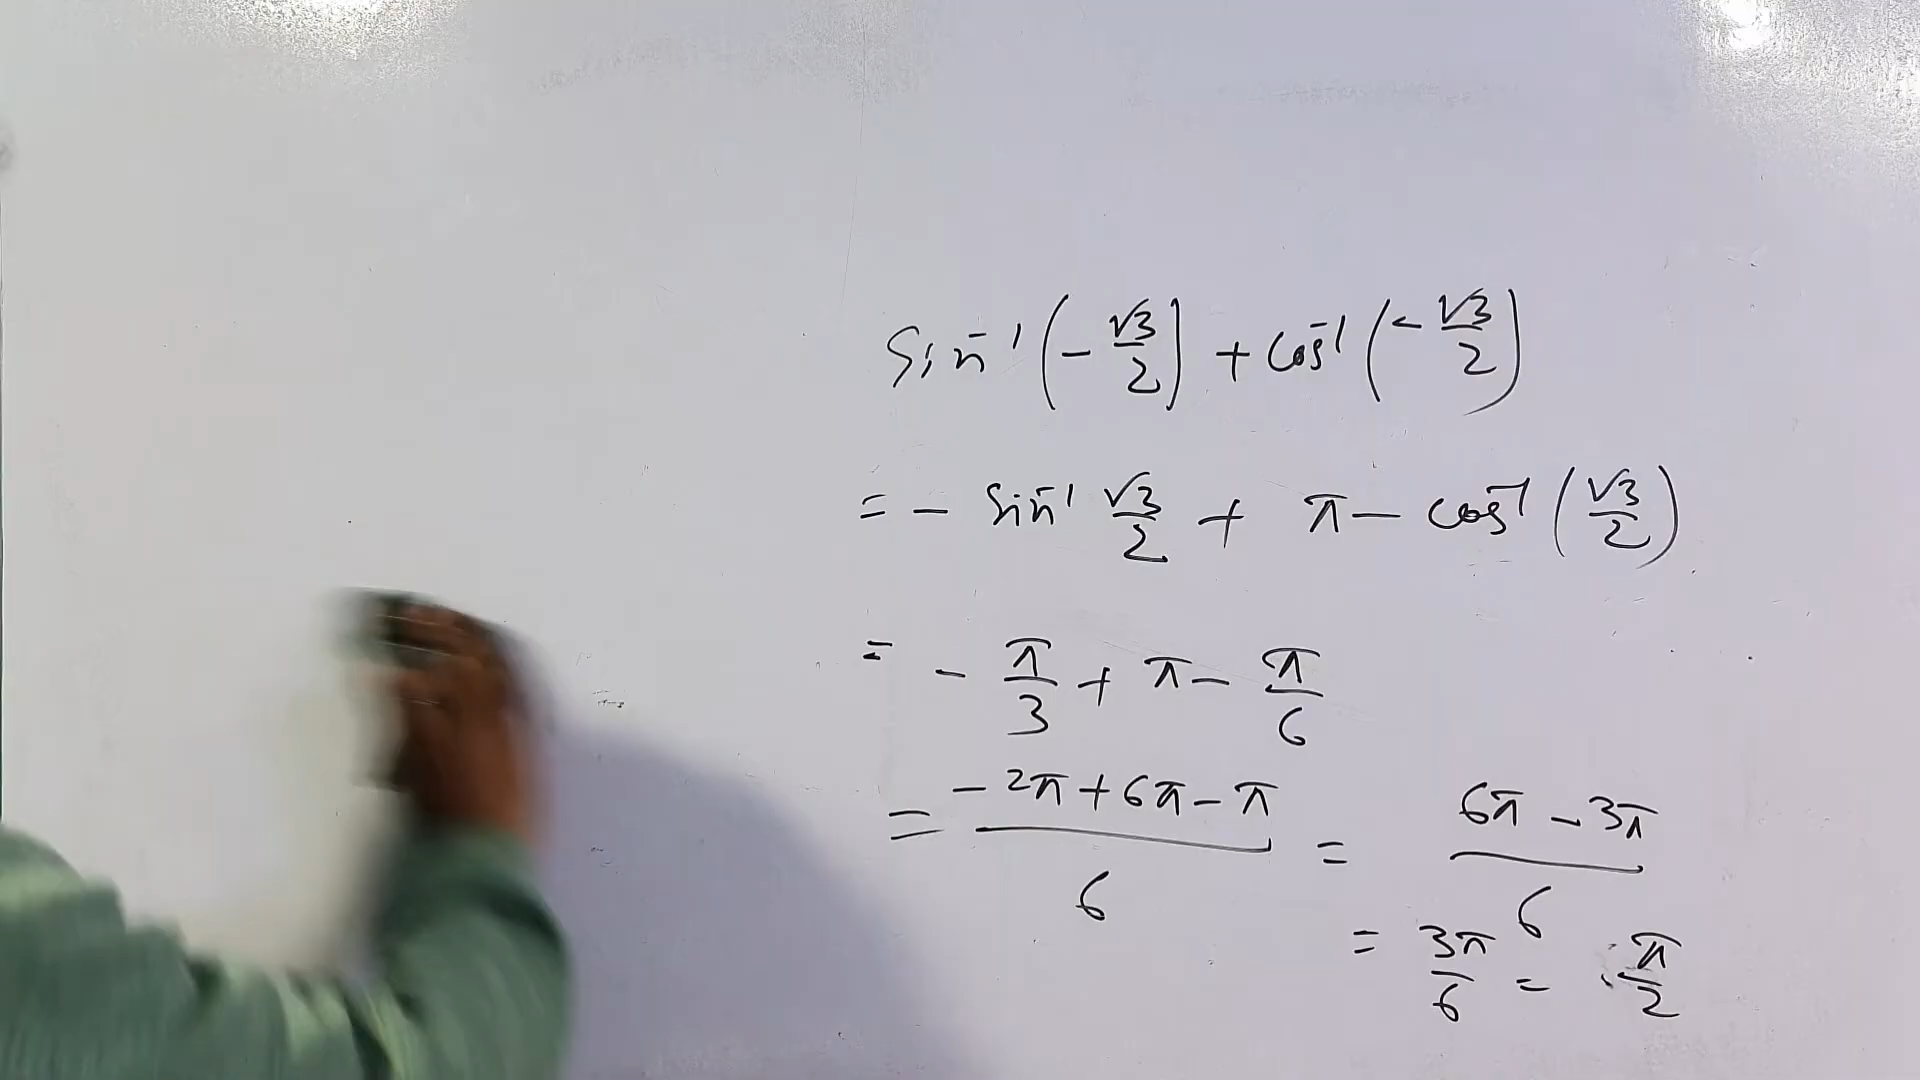 sin⁻¹(-√3/2) + cos⁻¹(-√3/2)
= - sin⁻¹ √3/2 + π - cos⁻¹(√3/2)
= - π/3 + π - π/6
= (-2π + 6π - π)/6 = (6π - 3π)/6
= 3π/6 = π/2